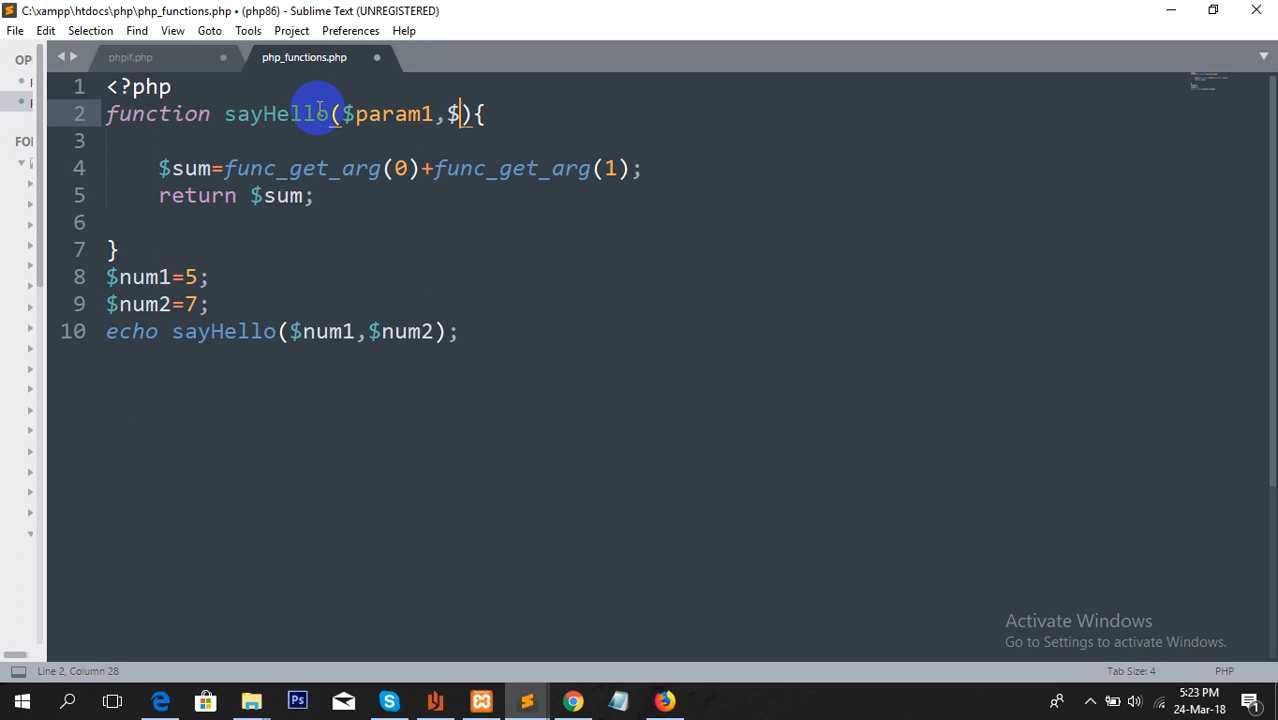 C:\xampp\htdocs\php\php_functions.php • (php86) - Sublime Text (UNREGISTERED)
File Edit Selection Find View Goto Tools Project Preferences Help
phpif.php
php_functions.php
1 <?php
2 function sayHello($param1,$){
3
4 $sum=func_get_arg(0)+func_get_arg(1);
5 return $sum;
6
7 }
8 $num1=5;
9 $num2=7;
10 echo sayHello($num1,$num2);
Activate Windows
Go to Settings to activate Windows.
Line 2, Column 28
Tab Size: 4
PHP
5:23 PM
24-Mar-18